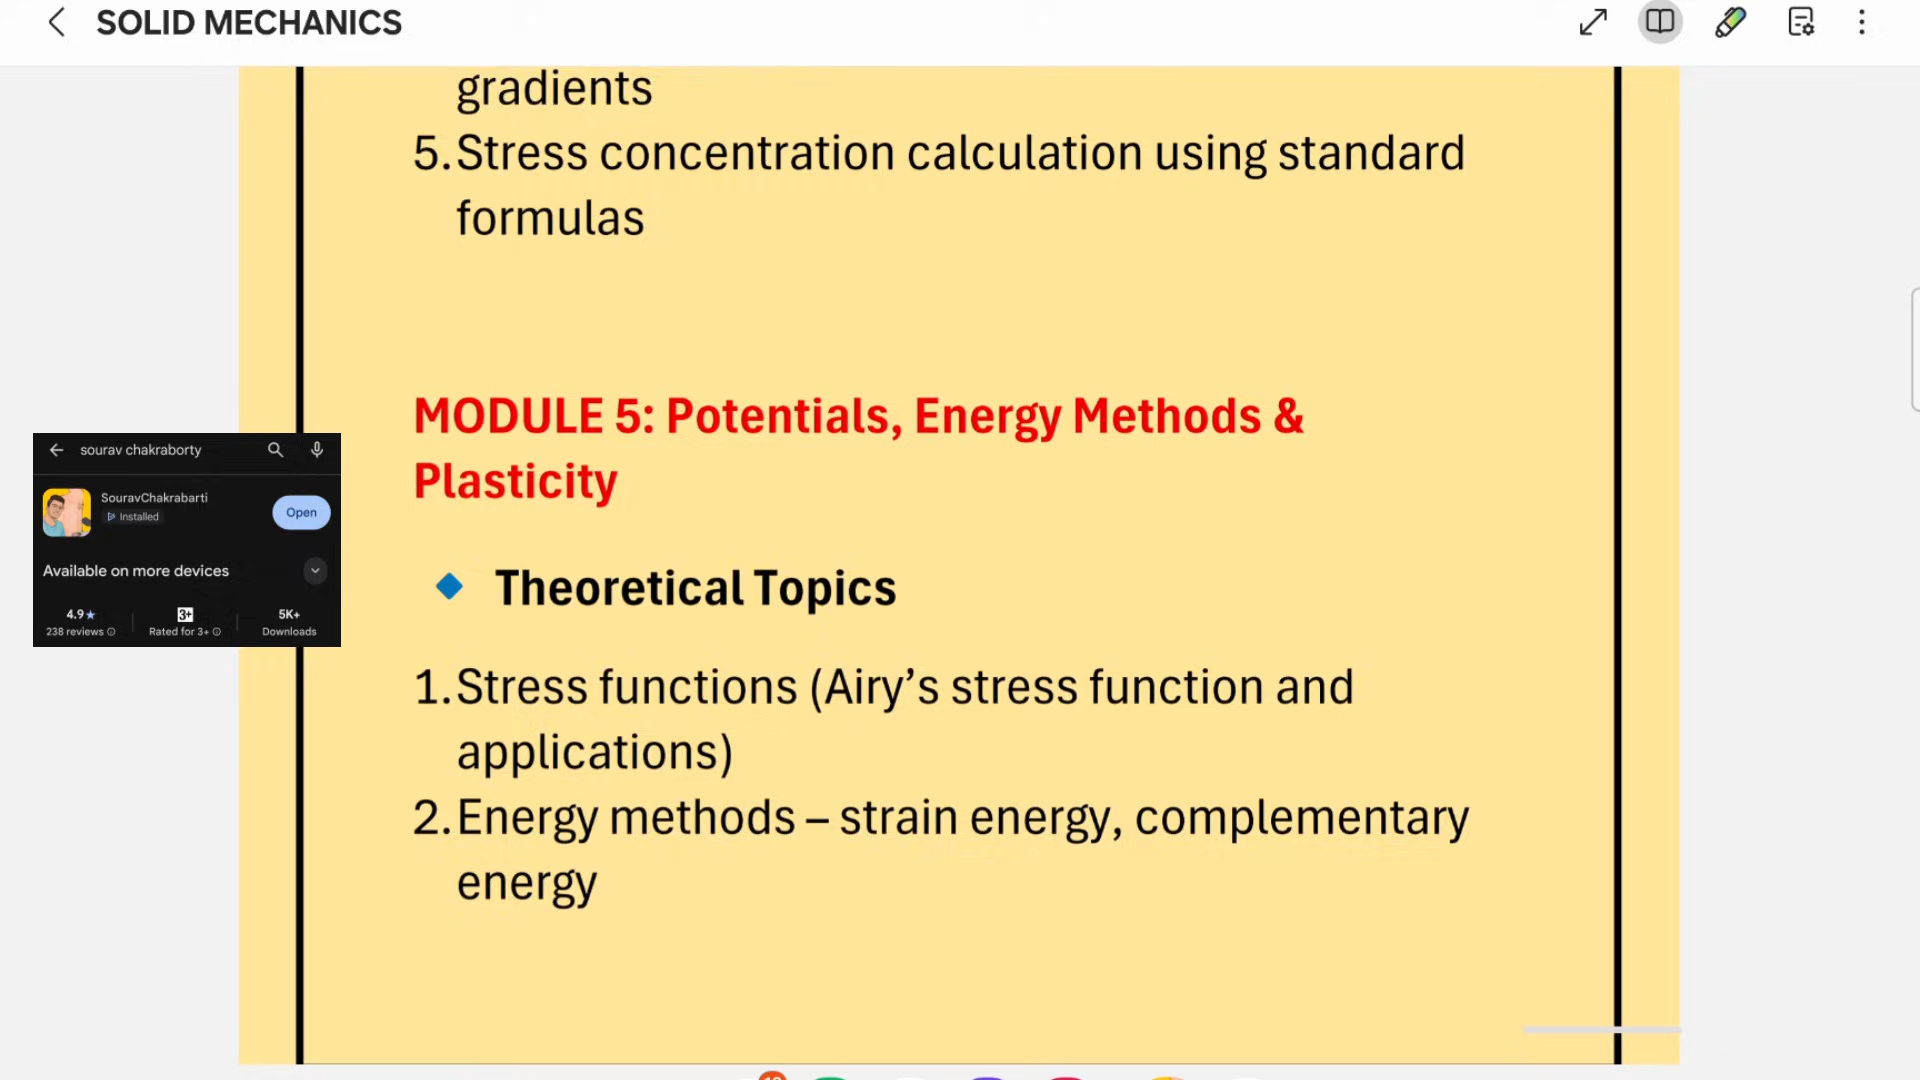 SOLID MECHANICS
gradients
5. Stress concentration calculation using standard
formulas
MODULE 5: Potentials, Energy Methods &
Plasticity
sourav chakraborty
SouravChakrabarti
Installed
Open
Available on more devices
4.9★
238 reviews
3+
Rated for 3+
5K+
Downloads
Theoretical Topics
1. Stress functions (Airy’s stress function and
applications)
2. Energy methods – strain energy, complementary
energy